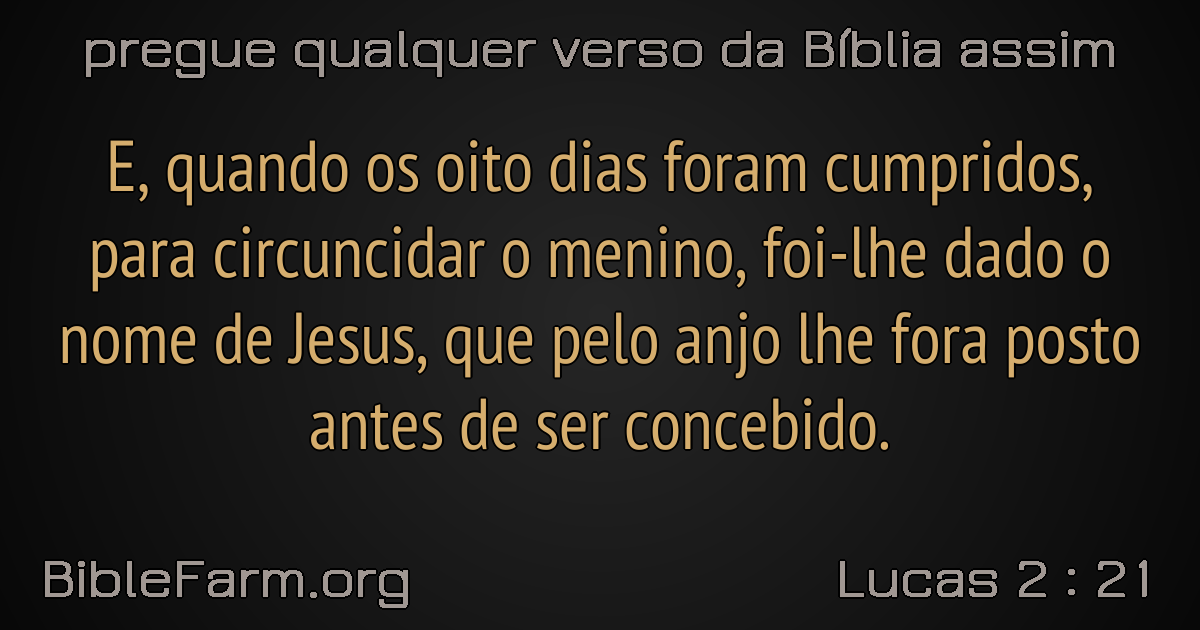 pregue qualquer verso da Bíblia assim
E, quando os oito dias foram cumpridos,
para circuncidar o menino, foi-lhe dado o
nome de Jesus, que pelo anjo lhe fora posto
antes de ser concebido.
BibleFarm.org
Lucas 2 : 21